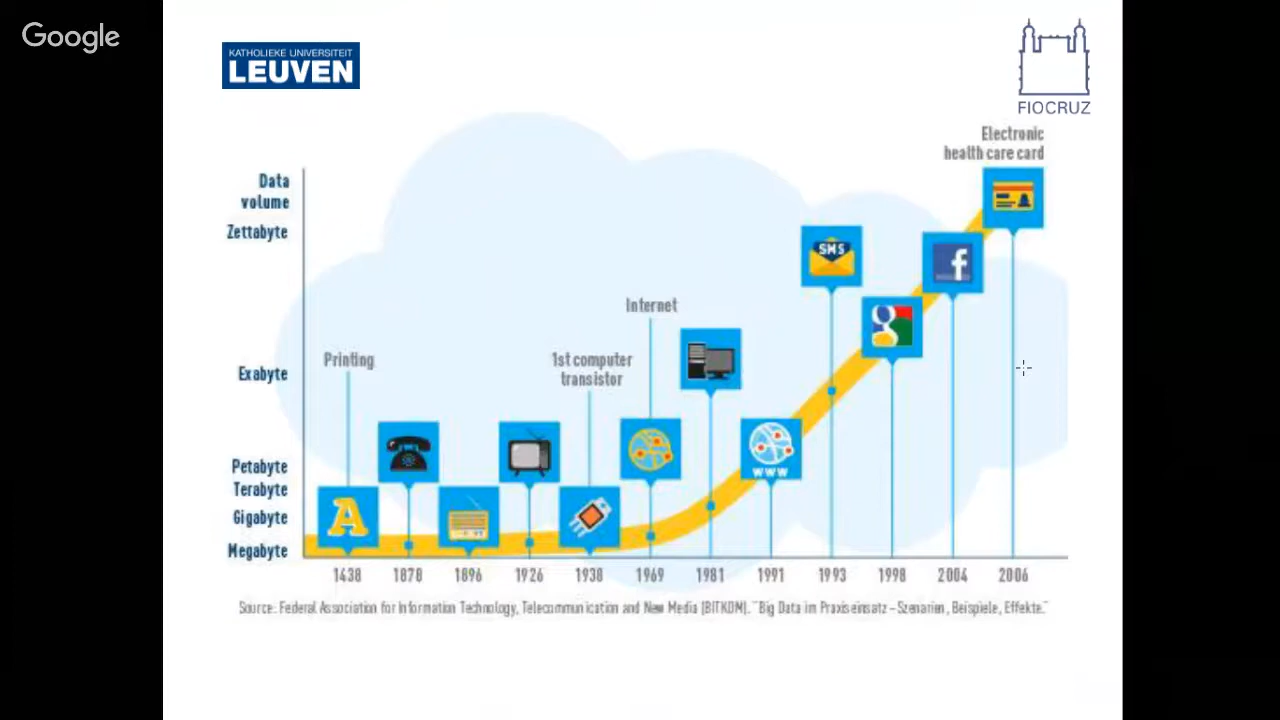 Google
KATHOLIEKE UNIVERSITEIT
LEUVEN
FIOCRUZ
Electronic
health care card
Data
volume
Zettabyte
SMS
f
Internet
g
Printing
1st computer
transistor
Exabyte
Petabyte
Terabyte
WWW
Gigabyte
A
Megabyte
1438 1878 1896 1926 1938 1969 1981 1991 1993 1998 2004 2006
Source: Federal Association for Information Technology, Telecommunication and New Media (BITKOM). "Big Data im Praxiseinsatz – Szenarien, Beispiele, Effekte."